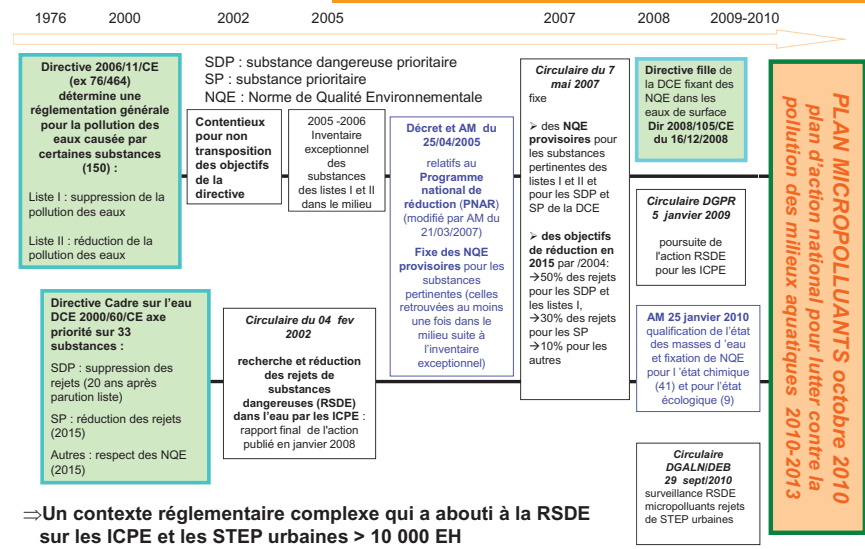 1976
2000
2002
2005
2007
2008
2009-2010
Directive 2006/11/CE
(ex 76/464)
détermine une
réglementation générale
pour la pollution des
eaux causée par
certaines substances
(150) :
Liste I : suppression de la
pollution des eaux
Liste II : réduction de la
pollution des eaux
SDP : substance dangereuse prioritaire
SP : substance prioritaire
NQE : Norme de Qualité Environnementale
Contentieux
pour non
transposition
des objectifs
de la
directive
2005 -2006
Inventaire
exceptionnel
des
substances
des listes I et II
dans le milieu
Décret et AM du
25/04/2005
relatifs au
Programme
national de
réduction (PNAR)
(modifié par AM du
21/03/2007)
Fixe des NQE
provisoires pour les
substances
pertinentes (celles
retrouvées au moins
une fois dans le
milieu suite à
l'inventaire
exceptionnel)
Circulaire du 7
mai 2007
fixe
➢ des NQE
provisoires pour
les substances
pertinentes des
listes I et II et
pour les SDP et
SP de la DCE
➢ des objectifs
de réduction en
2015 par /2004:
→50% des rejets
pour les SDP et
les listes I,
→30% des rejets
pour les SP
→10% pour les
autres
Directive fille de
la DCE fixant des
NQE dans les
eaux de surface
Dir 2008/105/CE
du 16/12/2008
Circulaire DGPR
5 janvier 2009
poursuite de
l'action RSDE
pour les ICPE
AM 25 janvier 2010
qualification de l'état
des masses d 'eau
et fixation de NQE
pour l 'état chimique
(41) et pour l'état
écologique (9)
Circulaire
DGALN/DEB
29 sept/2010
surveillance RSDE
micropolluants rejets
de STEP urbaines
PLAN MICROPOLLUANTS octobre 2010
plan d'action national pour lutter contre la
pollution des milieux aquatiques 2010-2013
Directive Cadre sur l'eau
DCE 2000/60/CE axe
priorité sur 33
substances :
SDP : suppression des
rejets (20 ans après
parution liste)
SP : réduction des rejets
(2015)
Autres : respect des NQE
(2015)
Circulaire du 04 fev
2002
recherche et réduction
des rejets de
substances
dangereuses (RSDE)
dans l'eau par les ICPE :
rapport final de l'action
publié en janvier 2008
⇒Un contexte réglementaire complexe qui a abouti à la RSDE
sur les ICPE et les STEP urbaines > 10 000 EH